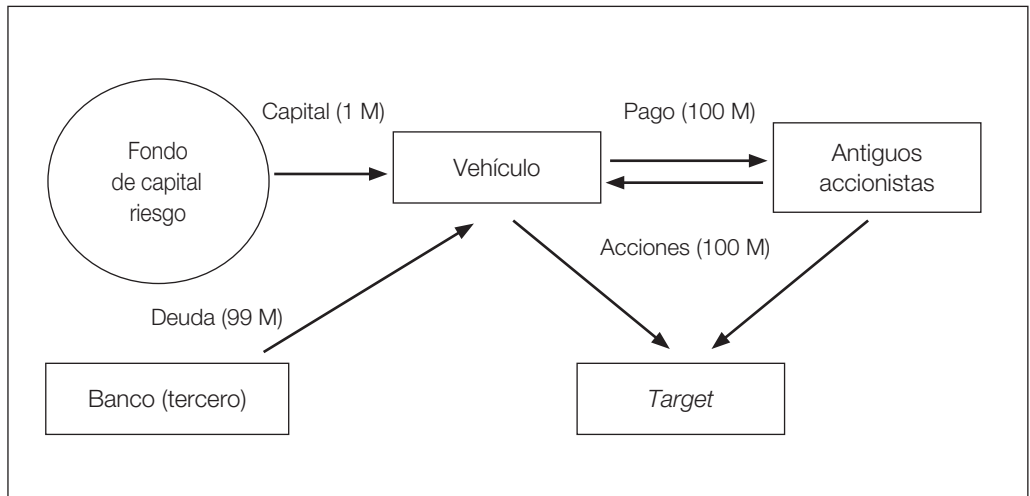 Capital (1 M)
Pago (100 M)
Fondo
de capital
riesgo
Vehículo
Antiguos
accionistas
Acciones (100 M)
Deuda (99 M)
Banco (tercero)
Target